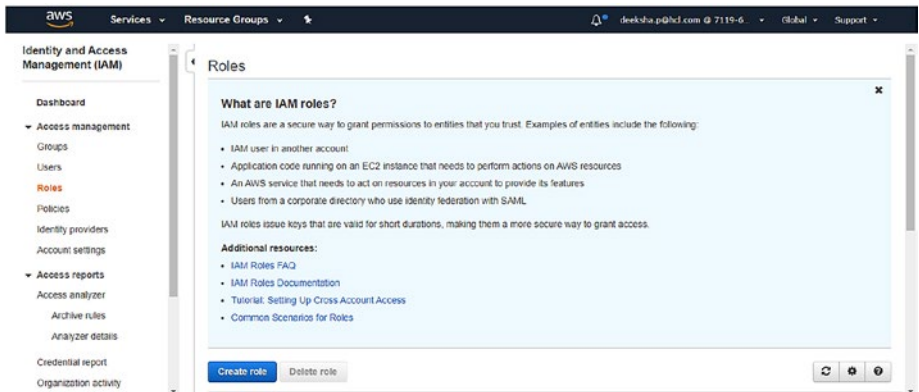 aws
Services
Resource Groups
deeksha.p@hcl.com @ 7119-6...
Global
Support
Identity and Access Management (IAM)
Dashboard
Access management
Groups
Users
Roles
Policies
Identity providers
Account settings
Access reports
Access analyzer
Archive rules
Analyzer details
Credential report
Organization activity
Roles
What are IAM roles?
IAM roles are a secure way to grant permissions to entities that you trust. Examples of entities include the following:
• IAM user in another account
• Application code running on an EC2 instance that needs to perform actions on AWS resources
• An AWS service that needs to act on resources in your account to provide its features
• Users from a corporate directory who use identity federation with SAML
IAM roles issue keys that are valid for short durations, making them a more secure way to grant access.
Additional resources:
• IAM Roles FAQ
• IAM Roles Documentation
• Tutorial: Setting Up Cross Account Access
• Common Scenarios for Roles
Create role
Delete role